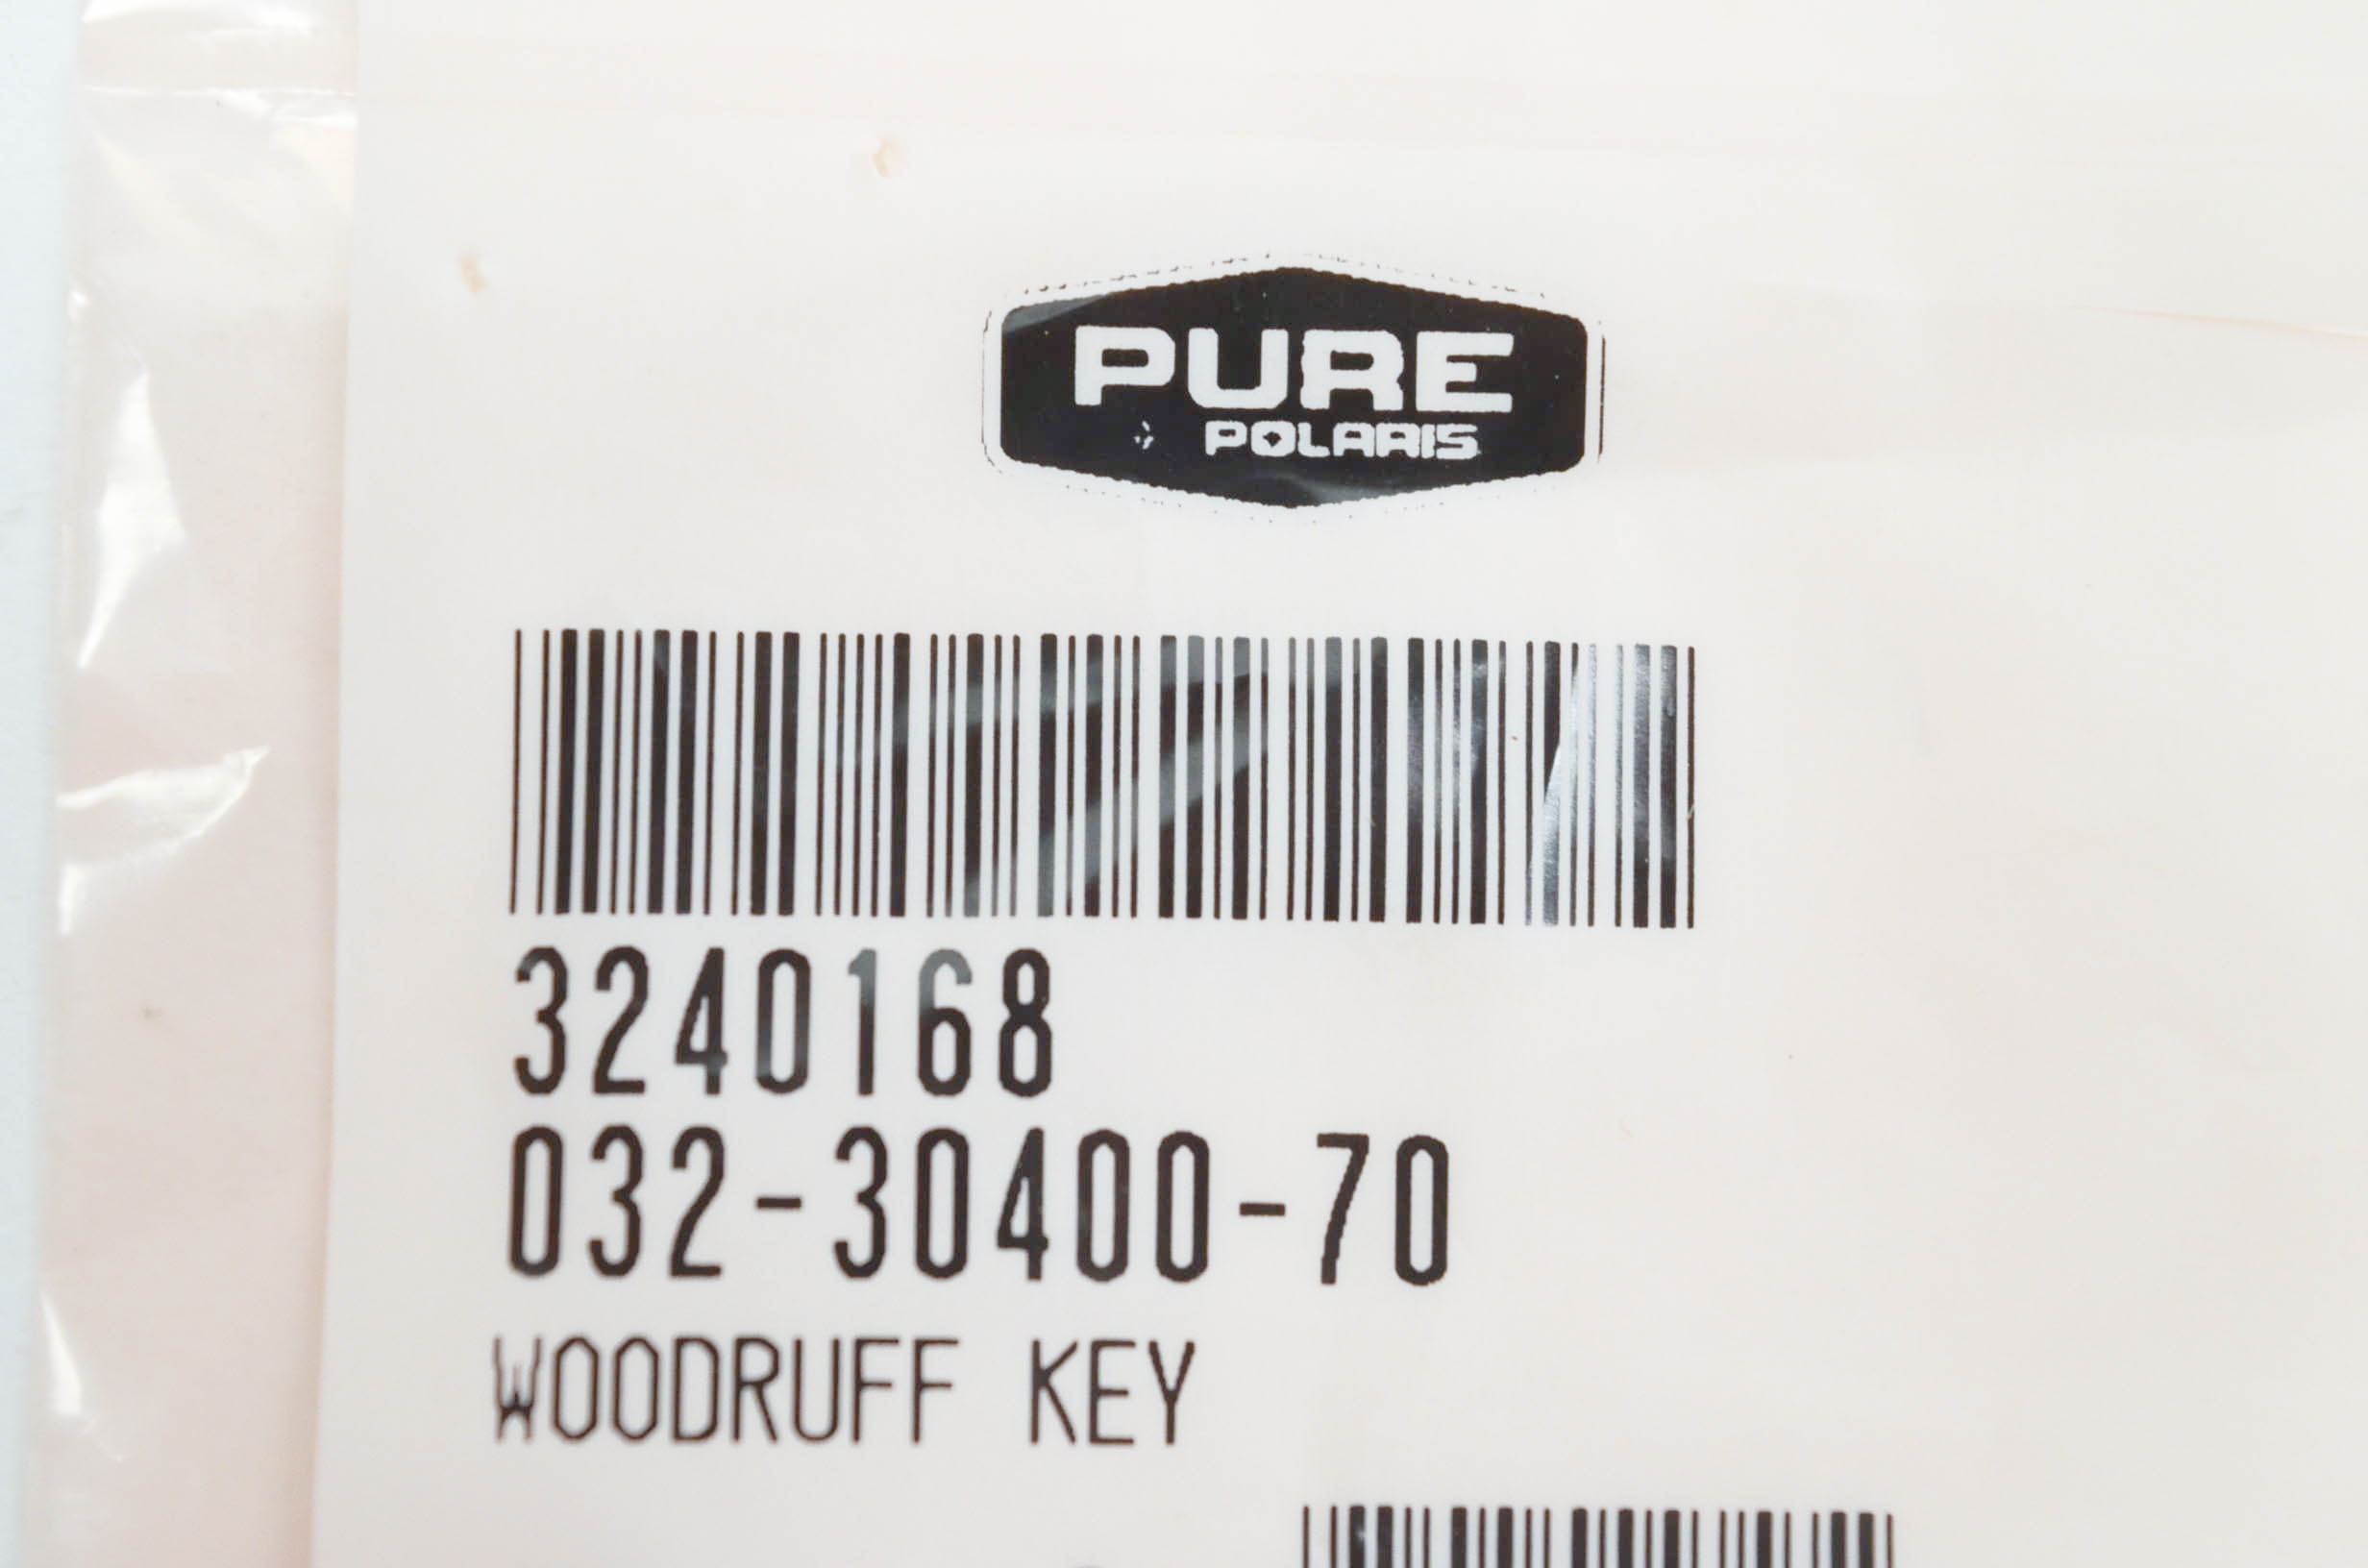 PURE
POLARIS
3240168
032-30400-70
WOODRUFF KEY